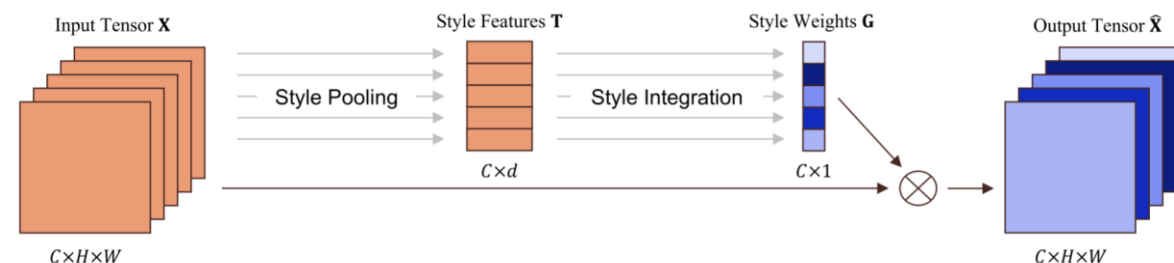 Input Tensor X
Style Features T
Style Weights G
Output Tensor X̂
Style Pooling
Style Integration
C×d
C×1
C×H×W
C×H×W